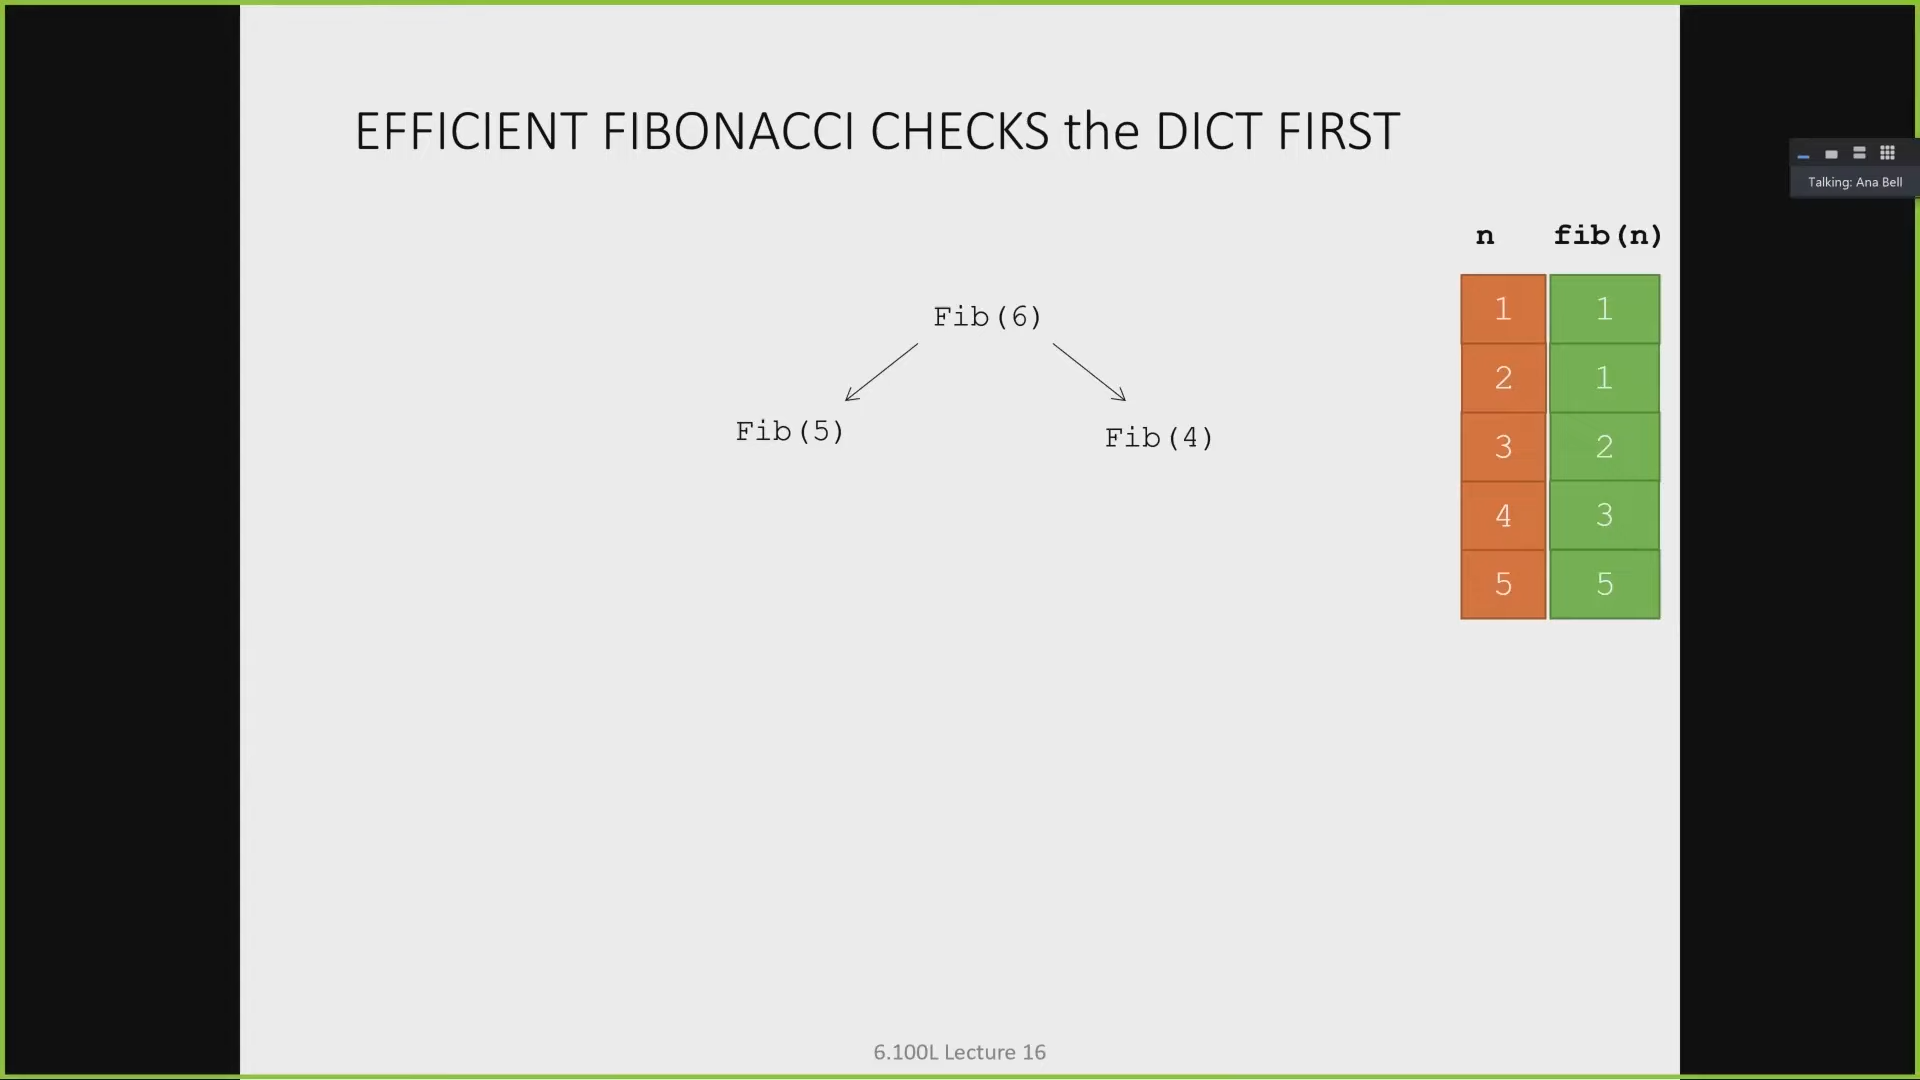 EFFICIENT FIBONACCI CHECKS the DICT FIRST
Talking: Ana Bell
n fib(n)
Fib(6)
Fib(5) Fib(4)
1 1
2 1
3 2
4 3
5 5
6.100L Lecture 16